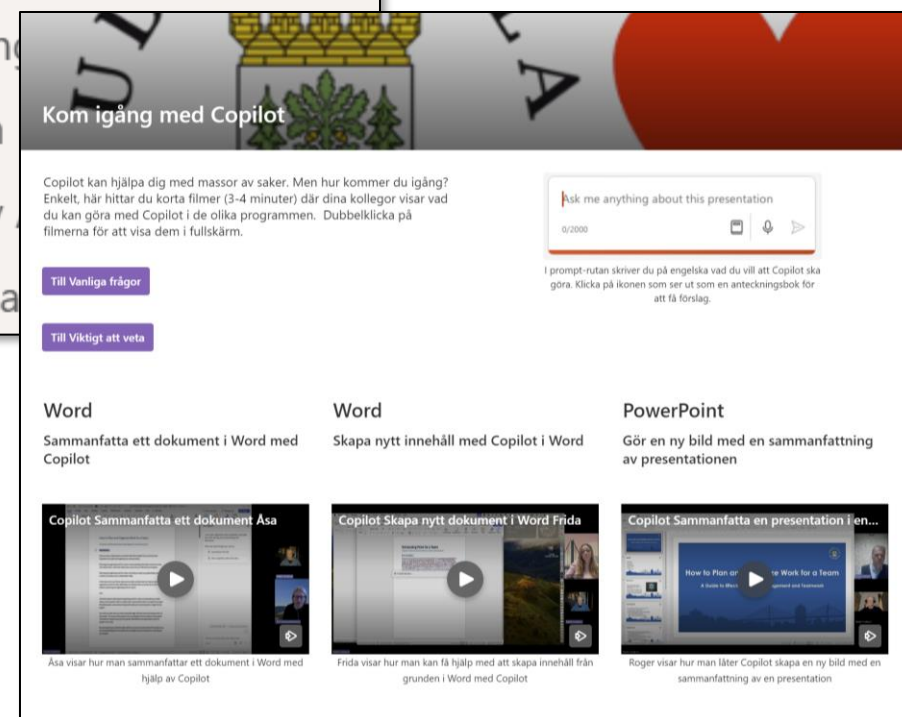 Kom igång med Copilot
Copilot kan hjälpa dig med massor av saker. Men hur kommer du igång?
Enkelt, här hittar du korta filmer (3-4 minuter) där dina kollegor visar vad
du kan göra med Copilot i de olika programmen. Dubbelklicka på
filmerna för att visa dem i fullskärm.
Ask me anything about this presentation
0/2000
I prompt-rutan skriver du på engelska vad du vill att Copilot ska
göra. Klicka på ikonen som ser ut som en anteckningsbok för
att få förslag.
Till Vanliga frågor
Till Viktigt att veta
Word
Sammanfatta ett dokument i Word med
Copilot
Copilot Sammanfatta ett dokument Åsa
Åsa visar hur man sammanfattar ett dokument i Word med
hjälp av Copilot
Word
Skapa nytt innehåll med Copilot i Word
Copilot Skapa nytt dokument i Word Frida
Frida visar hur man kan få hjälp med att skapa innehåll från
grunden i Word med Copilot
PowerPoint
Gör en ny bild med en sammanfattning
av presentationen
Copilot Sammanfatta en presentation i en...
How to Plan an
e Work for a Team
Roger visar hur man låter Copilot skapa en ny bild med en
sammanfattning av en presentation